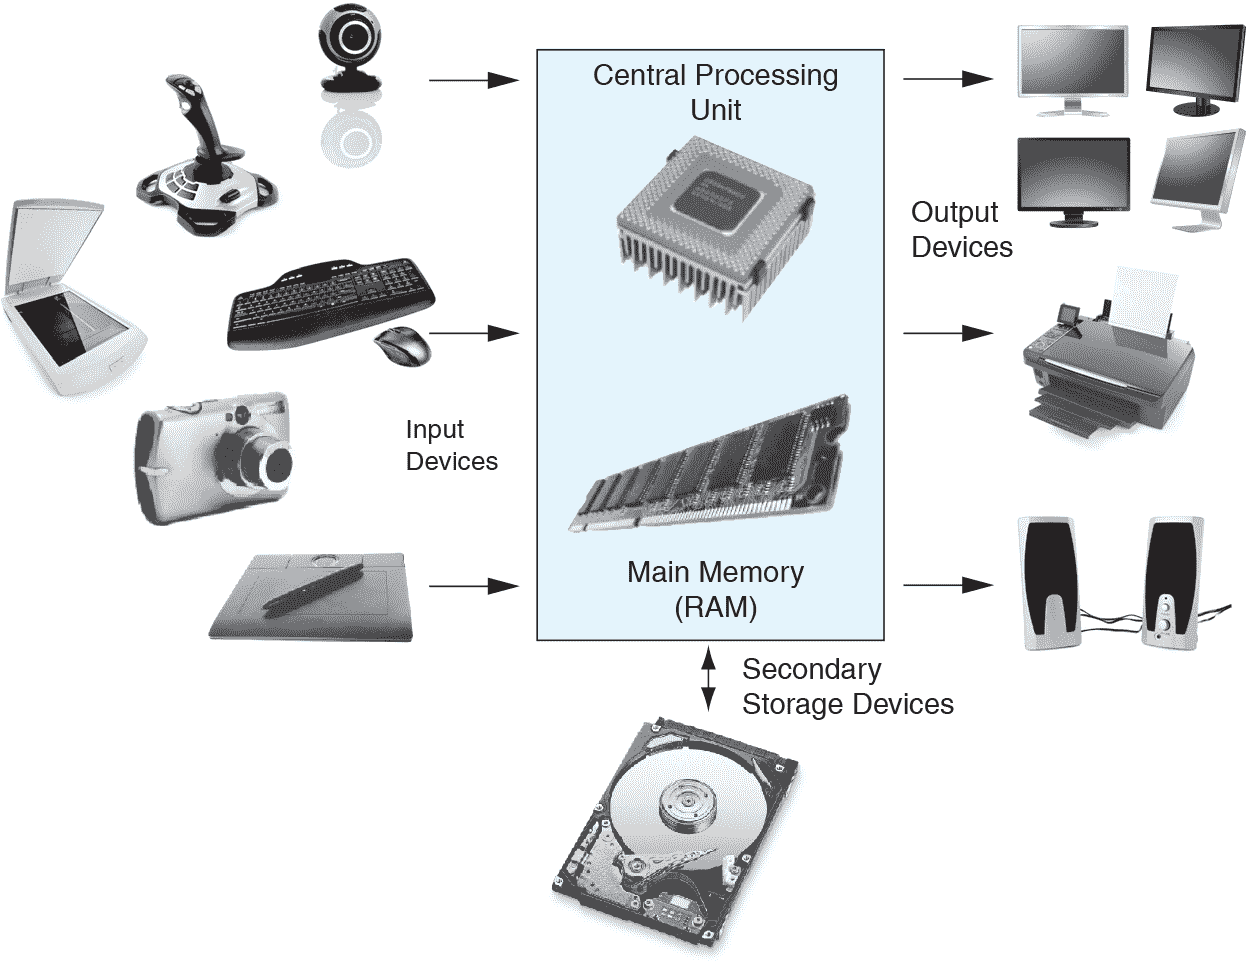 Central Processing
Unit
Output
Devices
Input
Devices
Main Memory
(RAM)
Secondary
Storage Devices